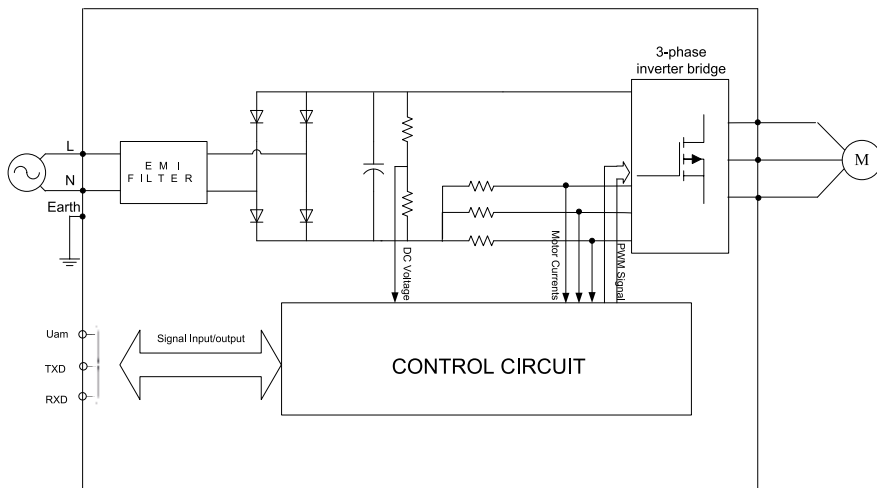 3-phase
inverter bridge
L
E M I
F I L T E R
N
Earth
M
DC Voltage
Motor Currents
PWM Signal
Uam
TXD
RXD
Signal Input/output
CONTROL CIRCUIT